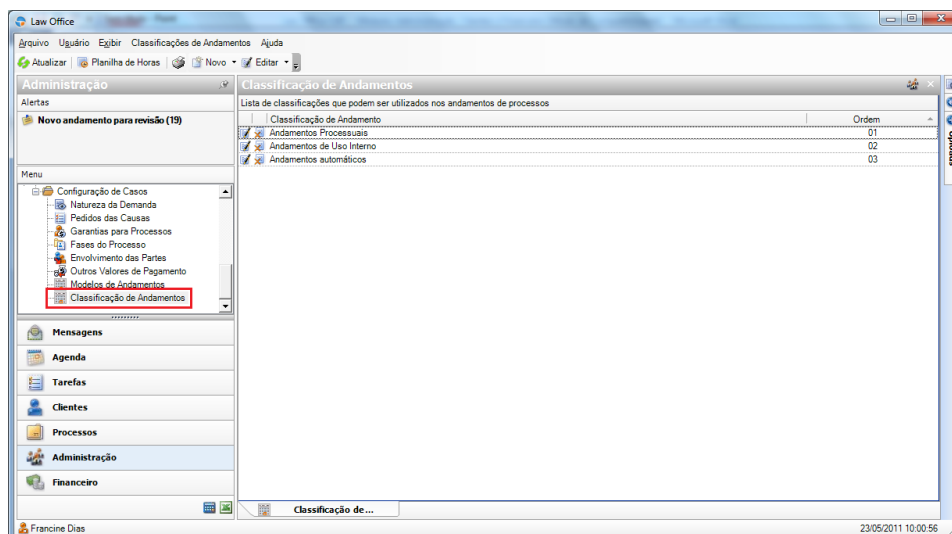 Law Office
Arquivo Usuário Exibir Classificações de Andamentos Ajuda
Atualizar Planilha de Horas Novo Editar
Administração
Alertas
Novo andamento para revisão (19)
Menu
Configuração de Casos
Natureza da Demanda
Pedidos das Causas
Garantias para Processos
Fases do Processo
Envolvimento das Partes
Outros Valores de Pagamento
Modelos de Andamentos
Classificação de Andamentos
Mensagens
Agenda
Tarefas
Clientes
Processos
Administração
Financeiro
Classificação de Andamentos
Lista de classificações que podem ser utilizados nos andamentos de processos
Classificação de Andamento Ordem
Andamentos Processuais 01
Andamentos de Uso Interno 02
Andamentos automáticos 03
Classificação de...
Francine Dias 23/05/2011 10:00:56